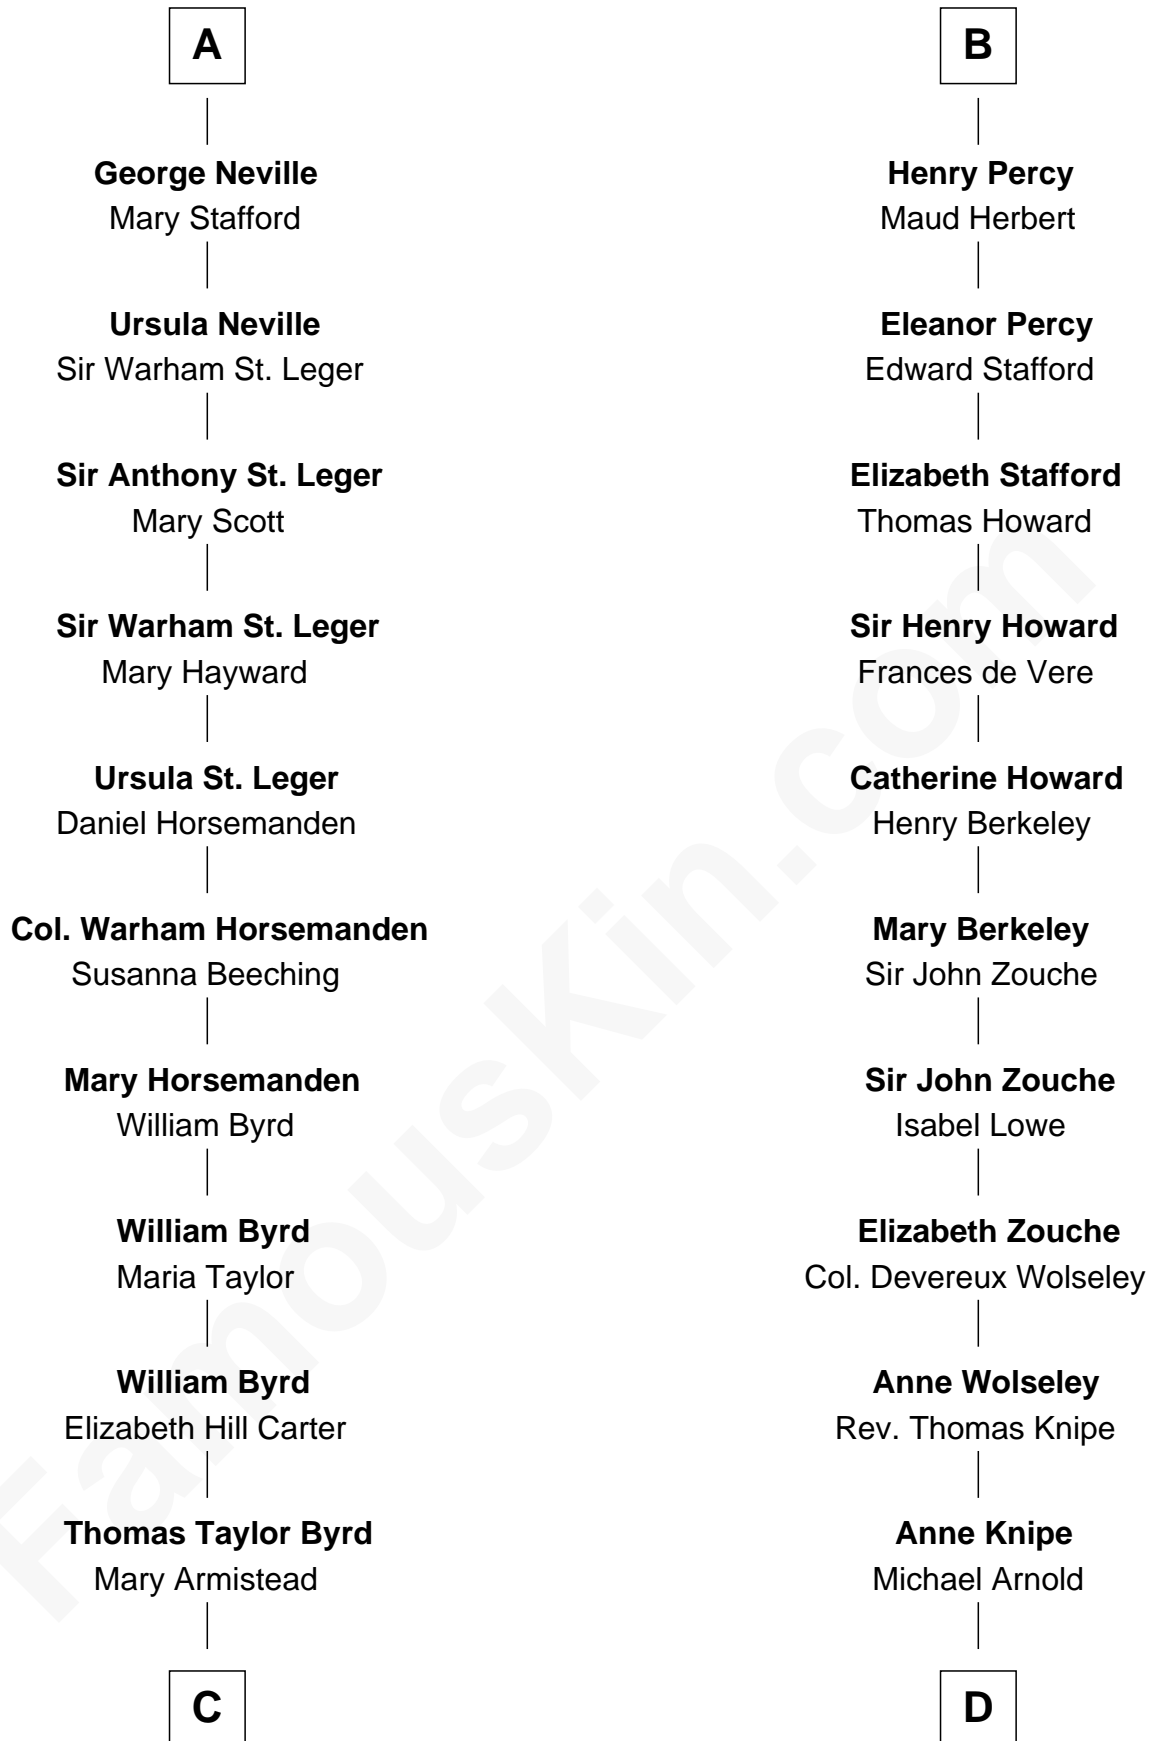 A
George Neville
Mary Stafford
Ursula Neville
Sir Warham St. Leger
Sir Anthony St. Leger
Mary Scott
Sir Warham St. Leger
Mary Hayward
Ursula St. Leger
Daniel Horsemanden
Col. Warham Horsemanden
Susanna Beeching
Mary Horsemanden
William Byrd
William Byrd
Maria Taylor
William Byrd
Elizabeth Hill Carter
Thomas Taylor Byrd
Mary Armistead
C
B
Henry Percy
Maud Herbert
Eleanor Percy
Edward Stafford
Elizabeth Stafford
Thomas Howard
Sir Henry Howard
Frances de Vere
Catherine Howard
Henry Berkeley
Mary Berkeley
Sir John Zouche
Sir John Zouche
Isabel Lowe
Elizabeth Zouche
Col. Devereux Wolseley
Anne Wolseley
Rev. Thomas Knipe
Anne Knipe
Michael Arnold
D
FamousKin.com